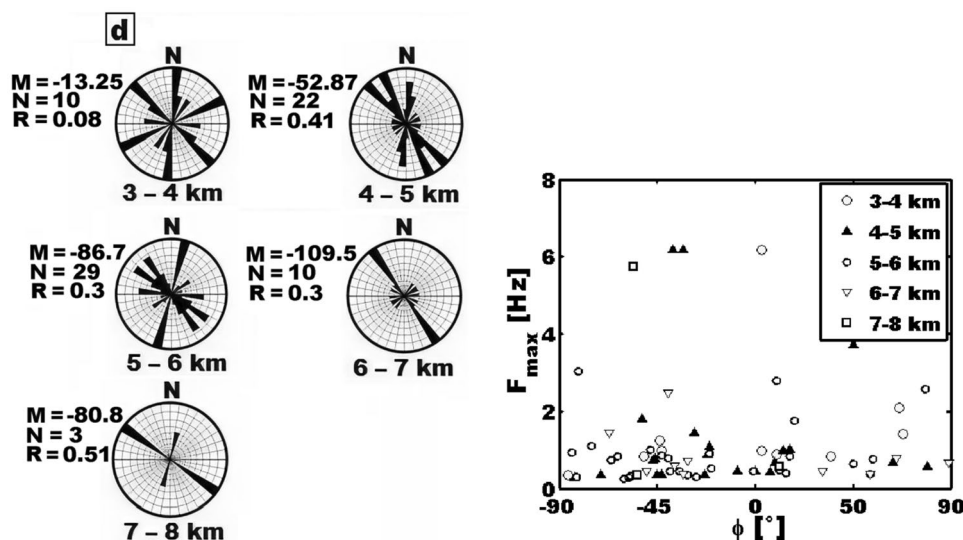 d
N
M = -13.25
N = 10
R = 0.08
3 – 4 km
N
M = -52.87
N = 22
R = 0.41
4 – 5 km
N
M = -86.7
N = 29
R = 0.3
5 – 6 km
N
M = -109.5
N = 10
R = 0.3
6 – 7 km
N
M = -80.8
N = 3
R = 0.51
7 – 8 km
F max [Hz]
8
6
4
2
0
3-4 km
4-5 km
5-6 km
6-7 km
7-8 km
-90 -45 0 50 90
ϕ [°]